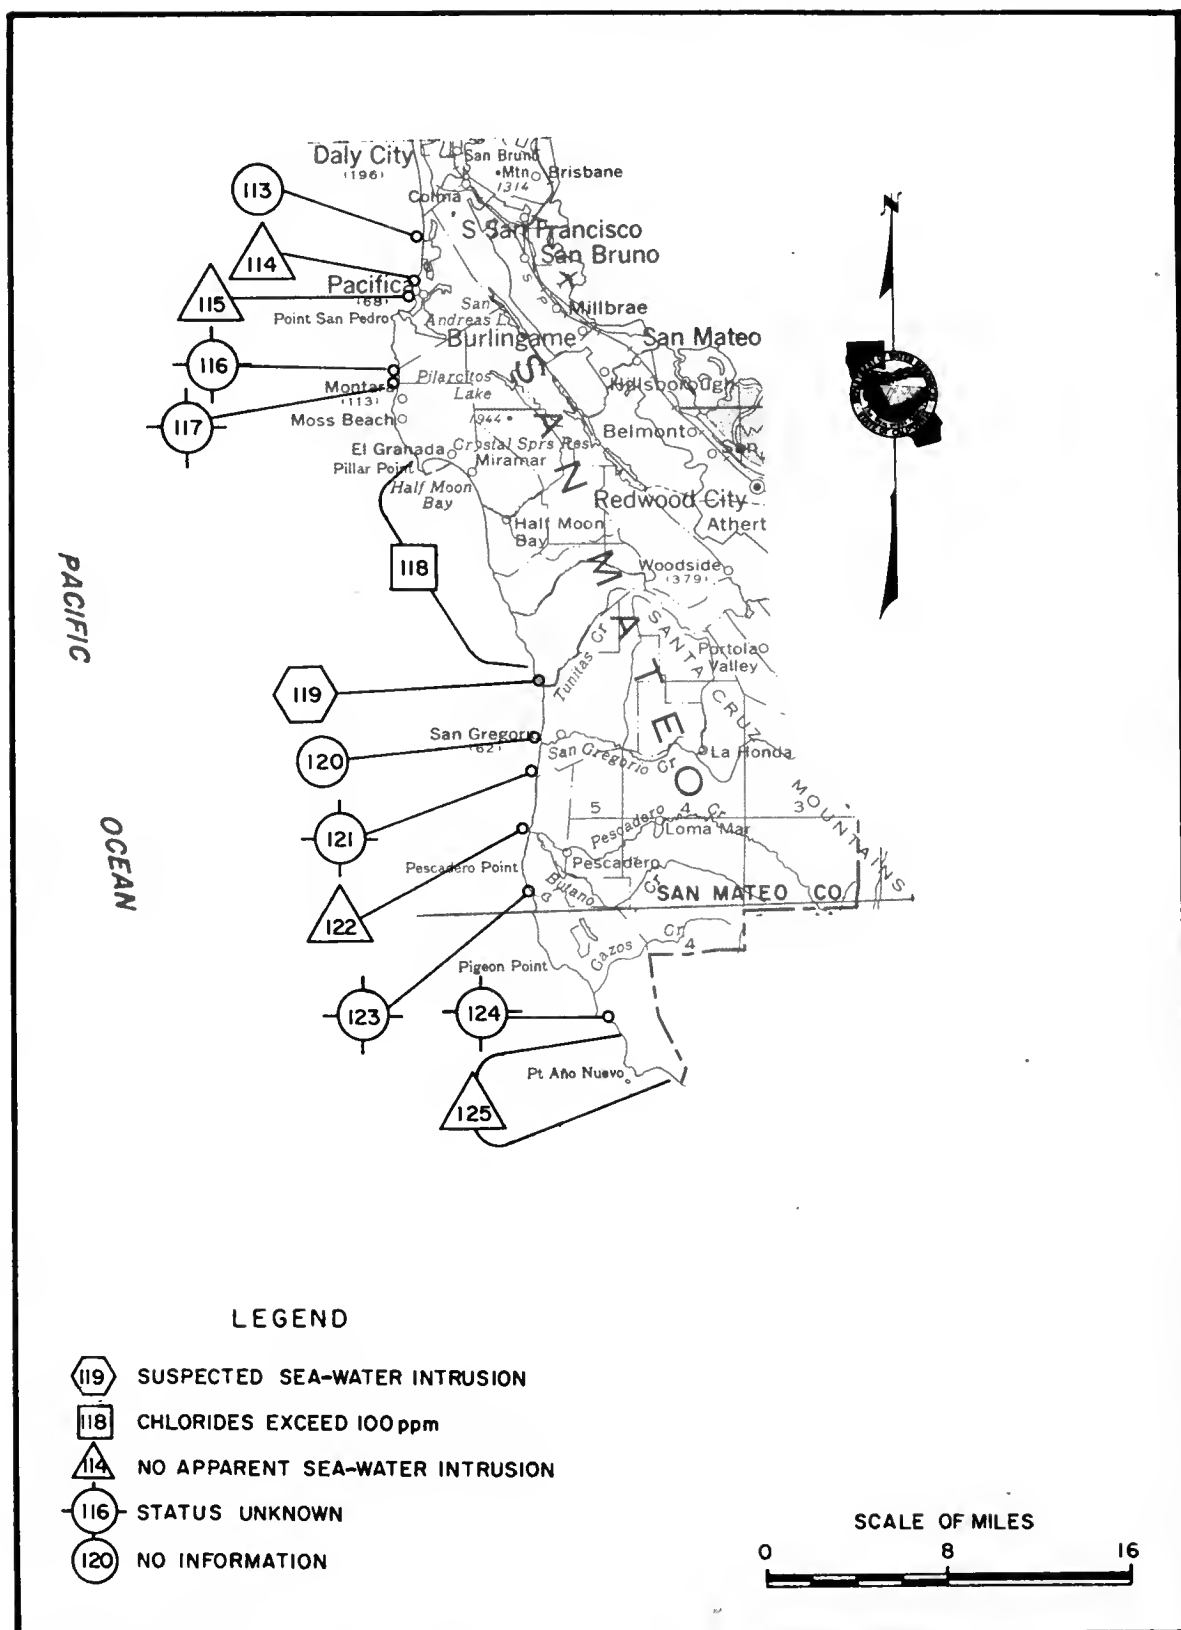 Daly City
(196)
San Bruno
Mtn
1314
Brisbane
Colma
113
S San Francisco
San Bruno
114
Pacifica
(68)
115
Point San Pedro
San
Andreas L
Millbrae
Burlingame
San Mateo
116
Montara
(113)
Pilarcitos
Lake
Hillsborough
117
Moss Beach
1944
Belmont
San
El Granada
Crystal Sprs Res
Pillar Point
Miramar
Half Moon
Bay
Redwood City
Half Moon
Bay
Athert
118
Woodside
(379)
PACIFIC
OCEAN
SAN MATEO
SANTA CRUZ MOUNTAINS
Tunitas Cr
Portola
Valley
119
San Gregorio
(62)
120
San Gregorio Cr
La Honda
121
5
4
3
Pescadero Cr
Loma Mar
Pescadero Point
Pescadero
122
Butano Cr
SAN MATEO CO
Gazos Cr
4
Pigeon Point
123
124
Pt Año Nuevo
125
N
LEGEND
119 SUSPECTED SEA-WATER INTRUSION
118 CHLORIDES EXCEED 100 ppm
114 NO APPARENT SEA-WATER INTRUSION
116 STATUS UNKNOWN
120 NO INFORMATION
SCALE OF MILES
0 8 16